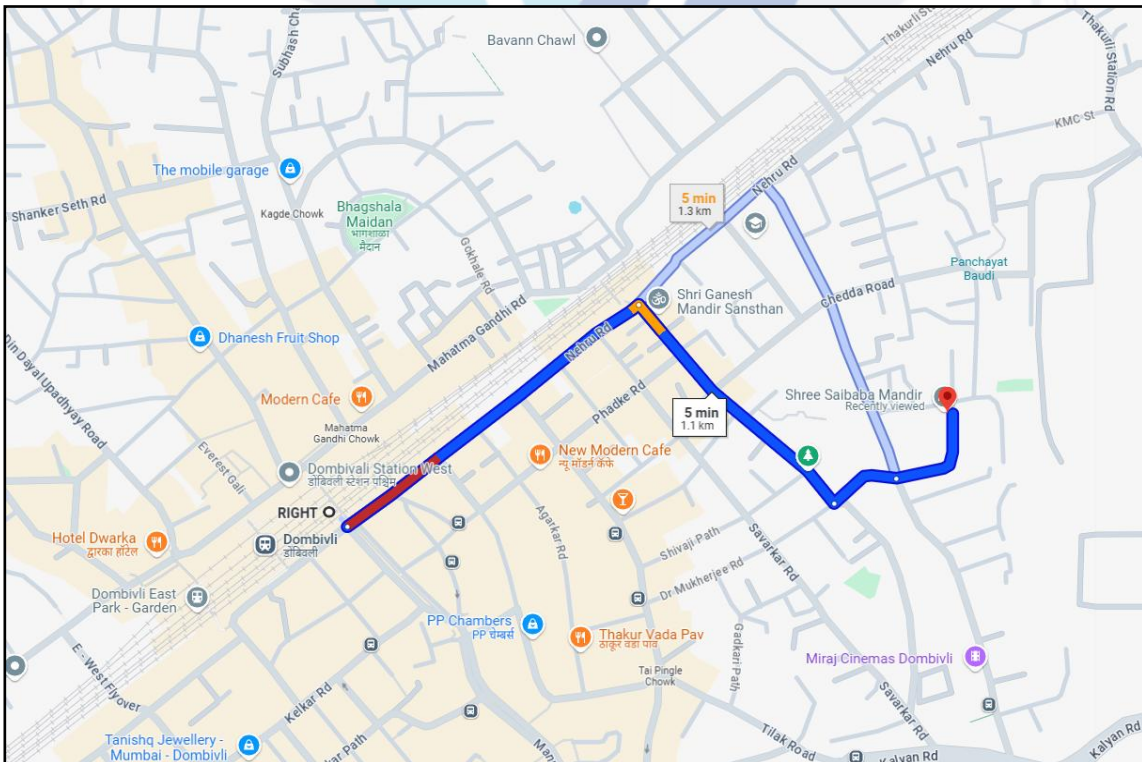 Subhash Cha
Bavann Chawl
Thakurli Sta
Nehru Rd
Thakurli Station Rd
KMC St
The mobile garage
Shanker Seth Rd
Kagde Chowk
Bhagshala
Maidan
भागशाळा
मैदान
Gokhale Rd
5 min
1.3 km
Nehru Rd
Panchayat
Baudi
Shri Ganesh
Mandir Sansthan
Chedda Road
Mahatma Gandhi Rd
Nehru Rd
Dhanesh Fruit Shop
Din Dayal Upadhyay Road
Modern Cafe
Phadke Rd
5 min
1.1 km
Shree Saibaba Mandir
Recently viewed
Mahatma
Gandhi Chowk
Everest Gali
New Modern Cafe
न्यू मॉडर्न कॅफे
Dombivali Station West
डोंबिवली स्टेशन पश्चिम
RIGHT
Hotel Dwarka
द्वारका हॉटेल
Dombivli
डोंबिवली
Agarkar Rd
Shivaji Path
Savarkar Rd
Dr Mukherjee Rd
Dombivli East
Park - Garden
PP Chambers
PP चेम्बर्स
Thakur Vada Pav
ठाकूर वडा पाव
Gadkari Path
Miraj Cinemas Dombivli
Tai Pingle
Chowk
E - West Flyover
Kelkar Rd
Savarkar Rd
Tilak Road
Tanishq Jewellery -
Mumbai - Dombivli
kar Path
Man
Kalyan Rd
Kalyan Rd